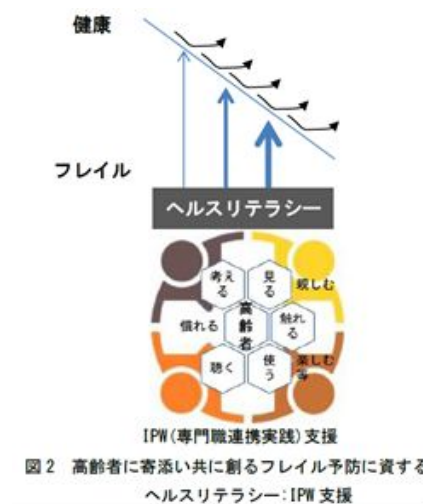 健康
フレイル
ヘルスリテラシー
考える
見る
親しむ
慣れる
高齢者
触れる
聴く
使う
楽しむ等
IPW(専門職連携実践)支援
図2 高齢者に寄添い共に創るフレイル予防に資する
ヘルスリテラシー:IPW支援